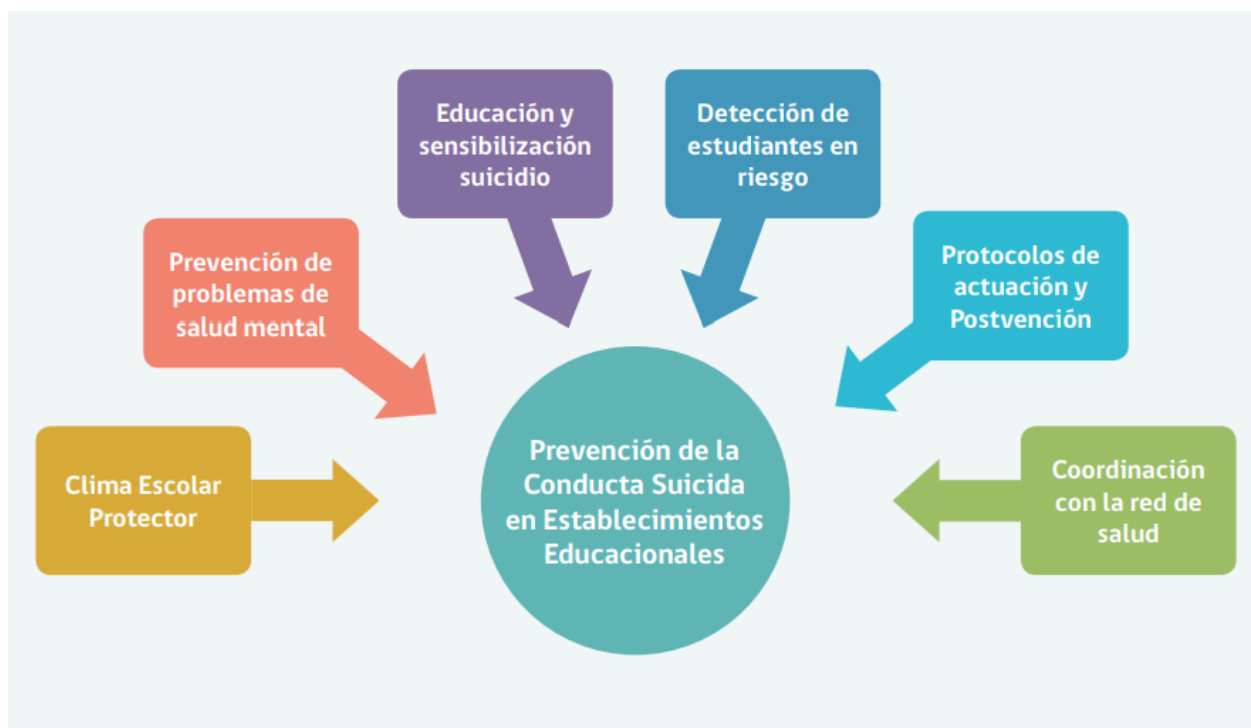 Educación y
sensibilización
suicidio
Detección de
estudiantes en
riesgo
Prevención de
problemas de
salud mental
Protocolos de
actuación y
Postvención
Clima Escolar
Protector
Prevención de la
Conducta Suicida
en Establecimientos
Educacionales
Coordinación
con la red de
salud